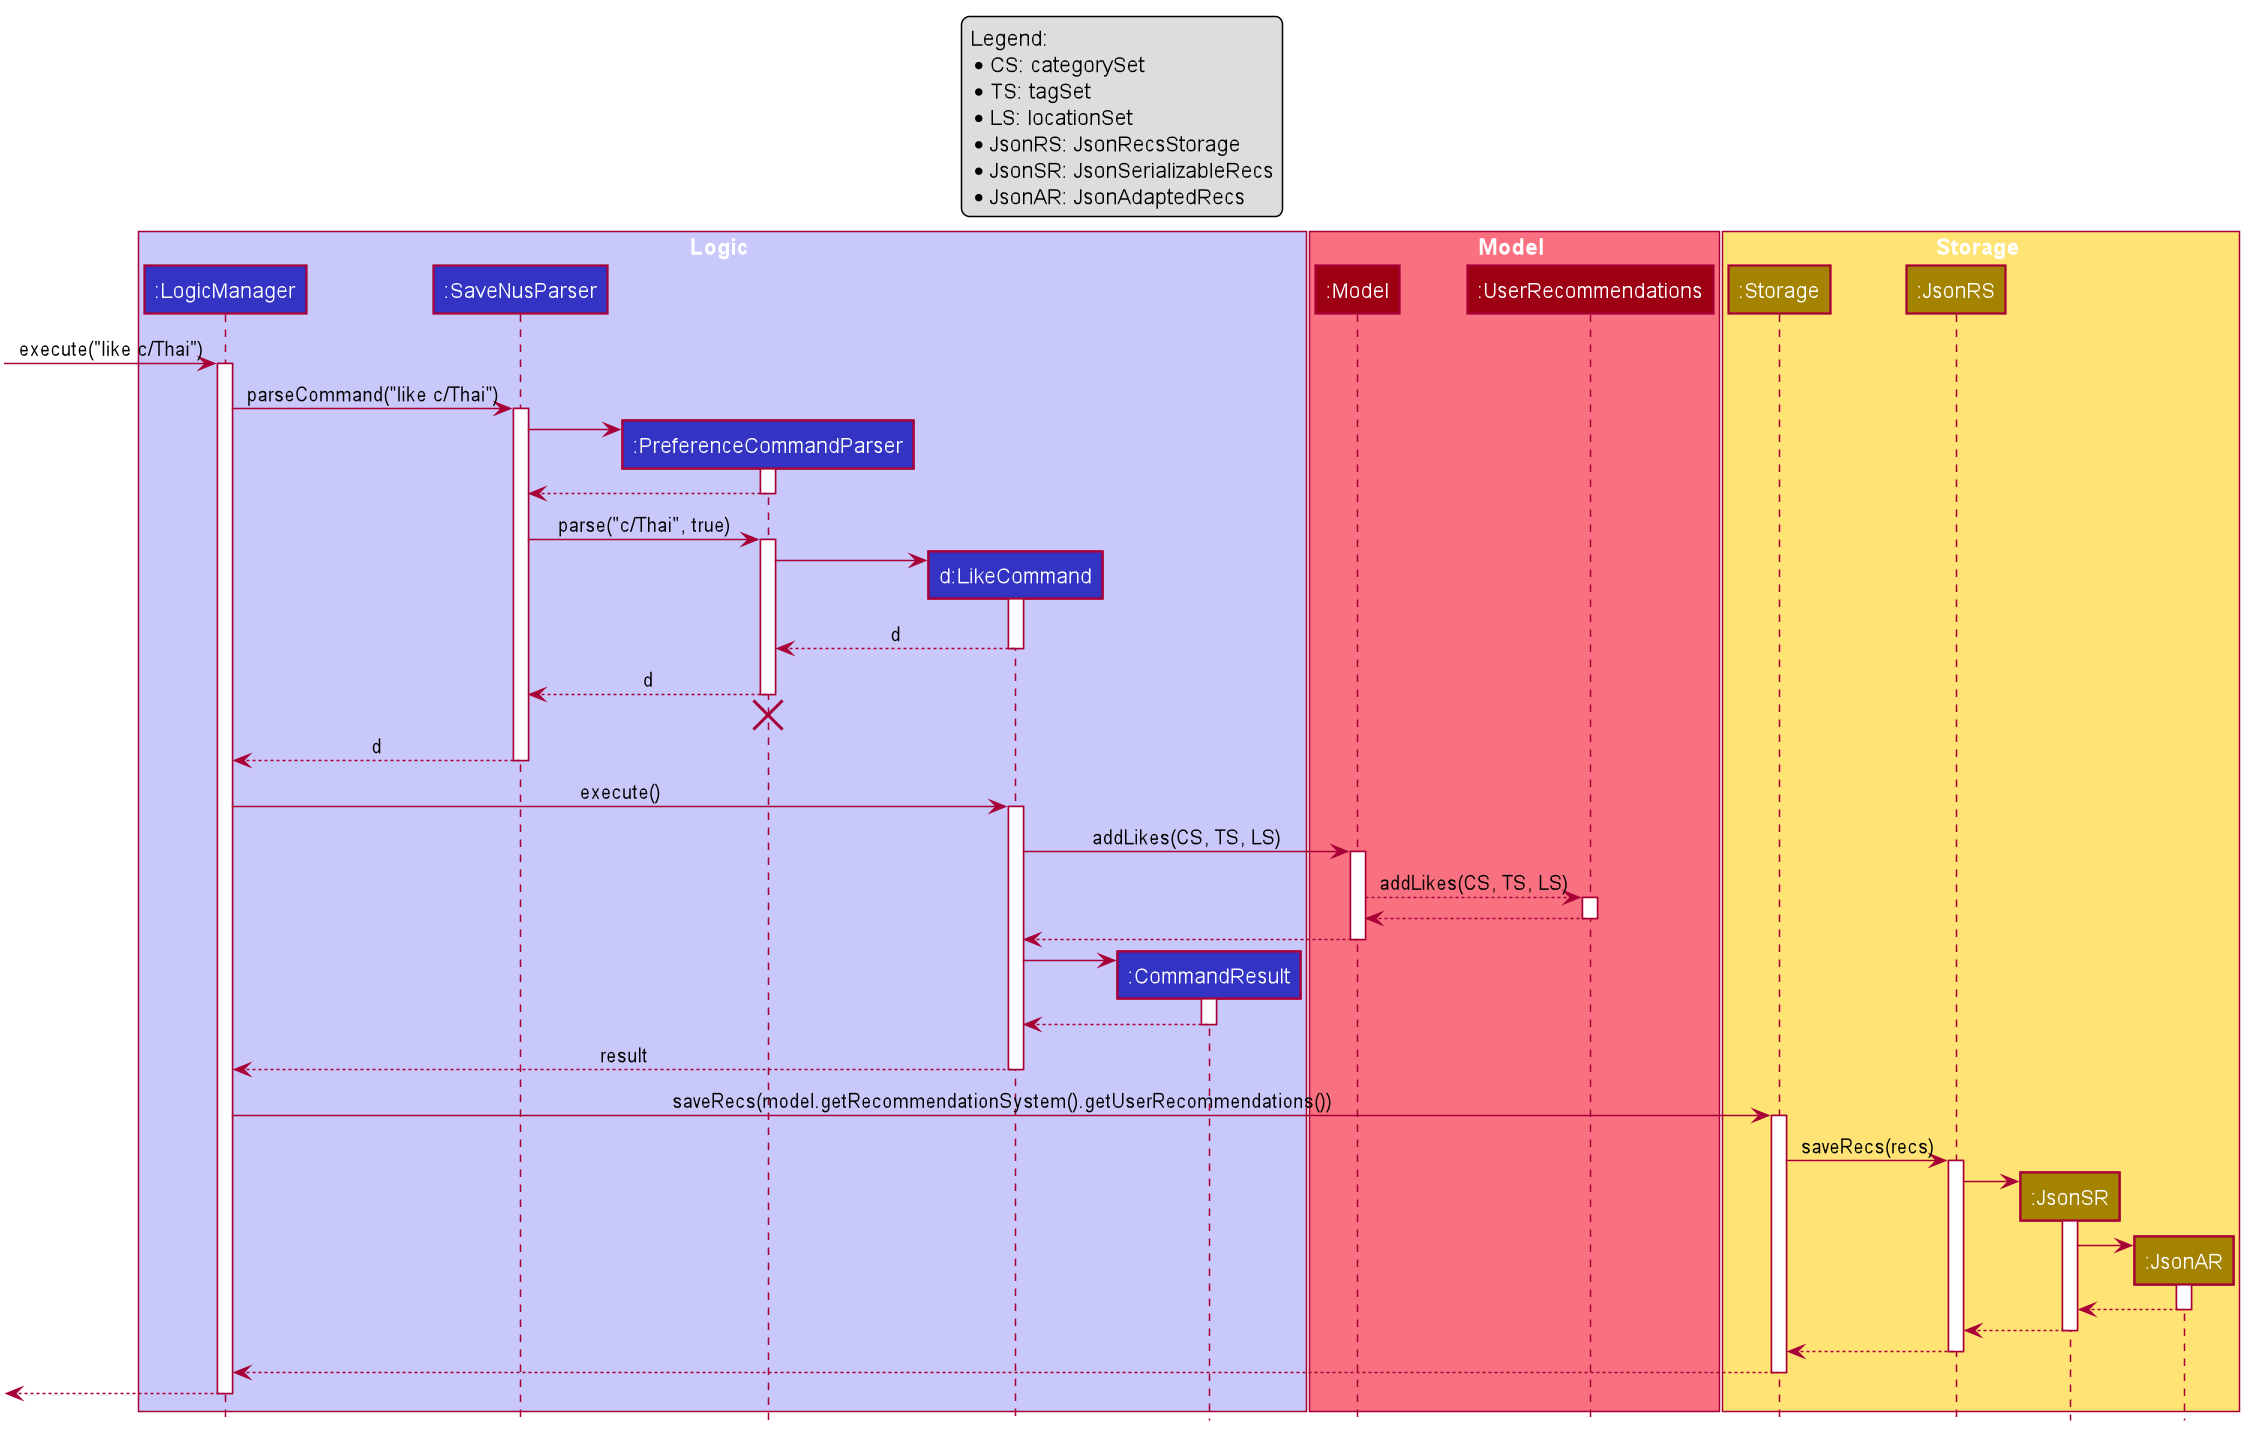 Legend:
• CS: categorySet
• TS: tagSet
• LS: locationSet
• JsonRS: JsonRecsStorage
• JsonSR: JsonSerializableRecs
• JsonAR: JsonAdaptedRecs
Logic
Model
Storage
:LogicManager
:SaveNusParser
:Model
:UserRecommendations
:Storage
:JsonRS
execute("like c/Thai")
parseCommand("like c/Thai")
:PreferenceCommandParser
parse("c/Thai", true)
d:LikeCommand
d
d
d
execute()
addLikes(CS, TS, LS)
addLikes(CS, TS, LS)
:CommandResult
result
saveRecs(model.getRecommendationSystem().getUserRecommendations())
saveRecs(recs)
:JsonSR
:JsonAR